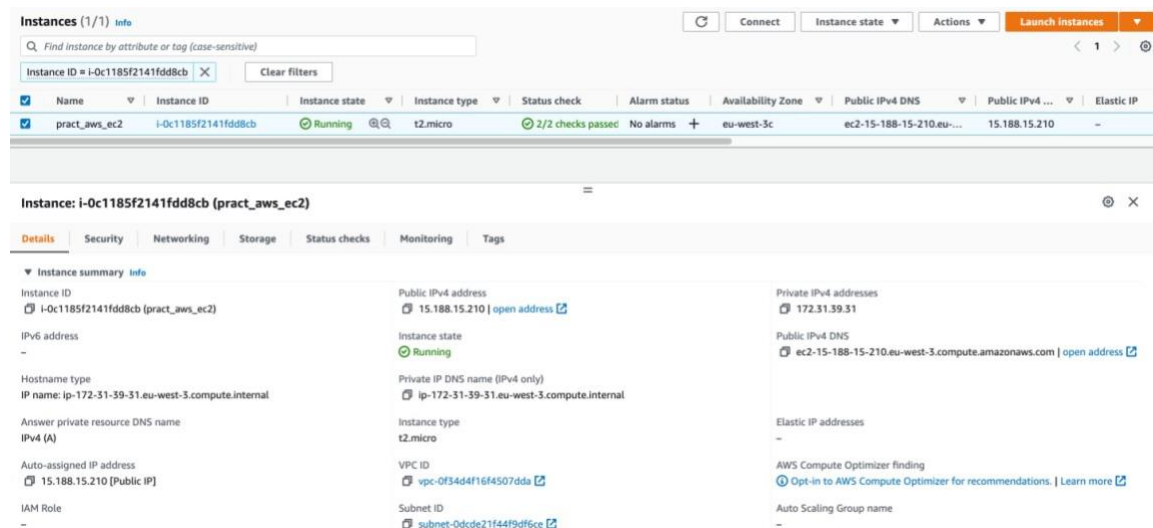 Instances (1/1) Info
Connect
Instance state
Actions
Launch instances
Find instance by attribute or tag (case-sensitive)
1
Instance ID = i-0c1185f2141fdd8cb
Clear filters
Name Instance ID Instance state Instance type Status check Alarm status Availability Zone Public IPv4 DNS Public IPv4 ... Elastic IP
pract_aws_ec2 i-0c1185f2141fdd8cb Running t2.micro 2/2 checks passed No alarms + eu-west-3c ec2-15-188-15-210.eu-... 15.188.15.210 –
Instance: i-0c1185f2141fdd8cb (pract_aws_ec2)
Details Security Networking Storage Status checks Monitoring Tags
Instance summary Info
Instance ID Public IPv4 address Private IPv4 addresses
i-0c1185f2141fdd8cb (pract_aws_ec2) 15.188.15.210 | open address 172.31.39.31
IPv6 address Instance state Public IPv4 DNS
– Running ec2-15-188-15-210.eu-west-3.compute.amazonaws.com | open address
Hostname type Private IP DNS name (IPv4 only)
IP name: ip-172-31-39-31.eu-west-3.compute.internal ip-172-31-39-31.eu-west-3.compute.internal
Answer private resource DNS name Instance type Elastic IP addresses
IPv4 (A) t2.micro –
Auto-assigned IP address VPC ID AWS Compute Optimizer finding
15.188.15.210 [Public IP] vpc-0f34d4f16f4507dda Opt-in to AWS Compute Optimizer for recommendations. | Learn more
IAM Role Subnet ID Auto Scaling Group name
– subnet-0dcde21f44f9df6ce –